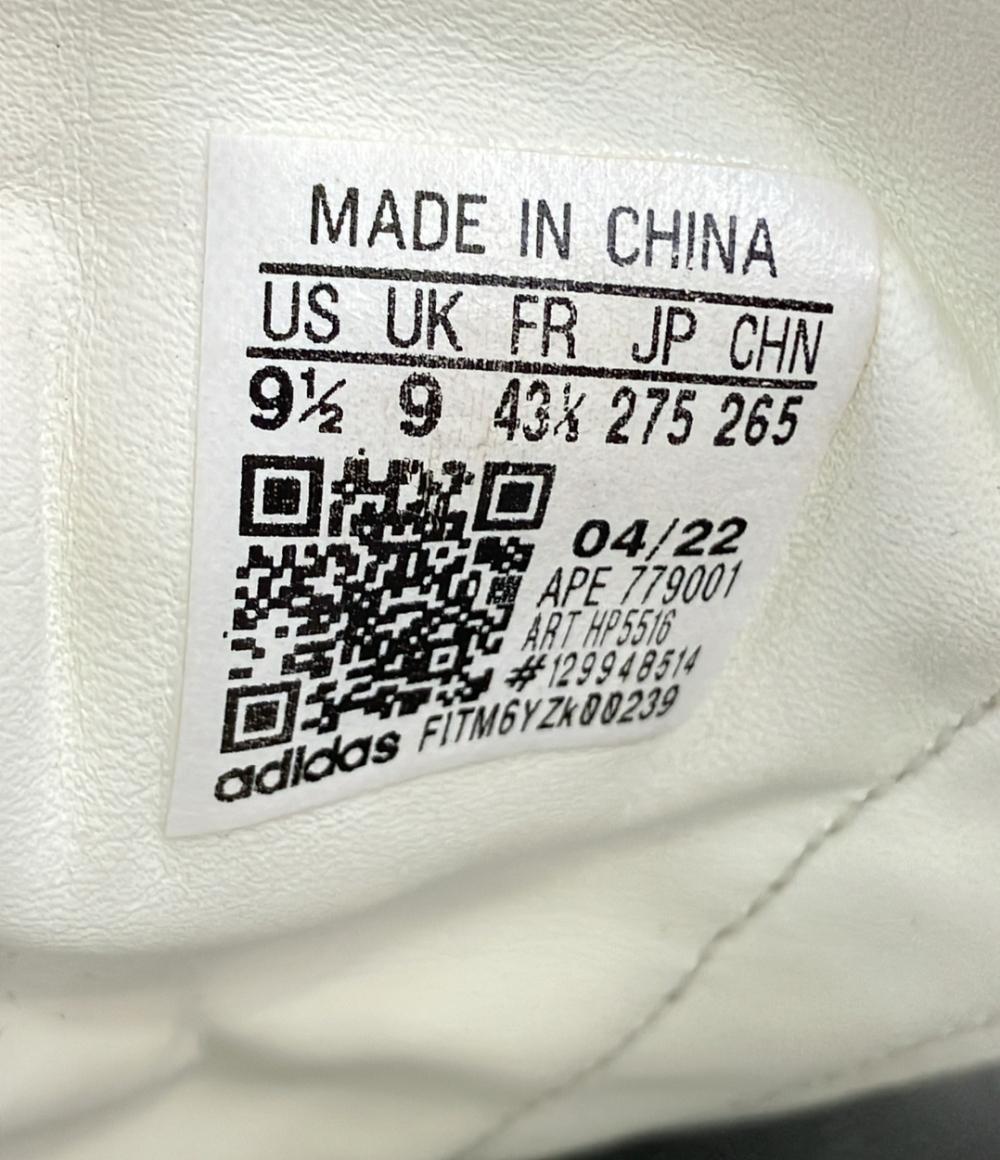 MADE IN CHINA
US UK FR JP CHN
9½ 9 43⅓ 275 265
04/22
APE 779001
ART HP5516
#129948514
adidas FITM6YZk00239